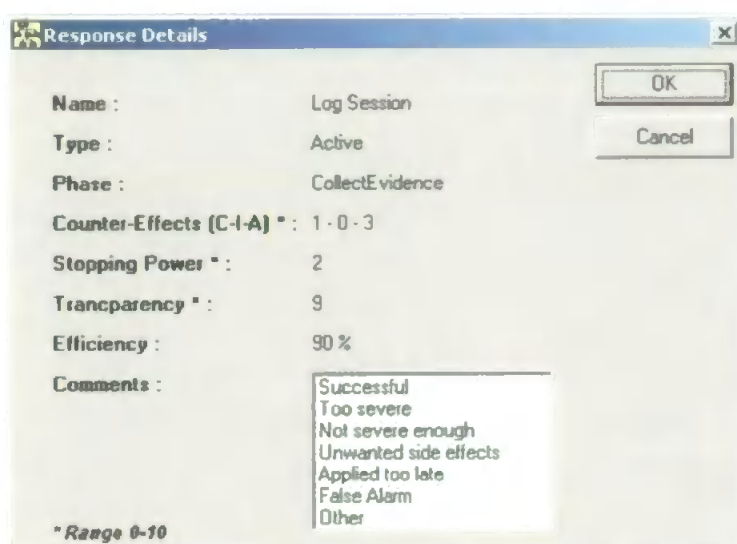 Response Details
OK
Cancel
Name : Log Session
Type : Active
Phase : CollectEvidence
Counter-Effects (C-I-A) * : 1 - 0 - 3
Stopping Power * : 2
Trancparency * : 9
Efficiency : 90 %
Comments : Successful
Too severe
Not severe enough
Unwanted side effects
Applied too late
False Alarm
Other
* Range 0-10